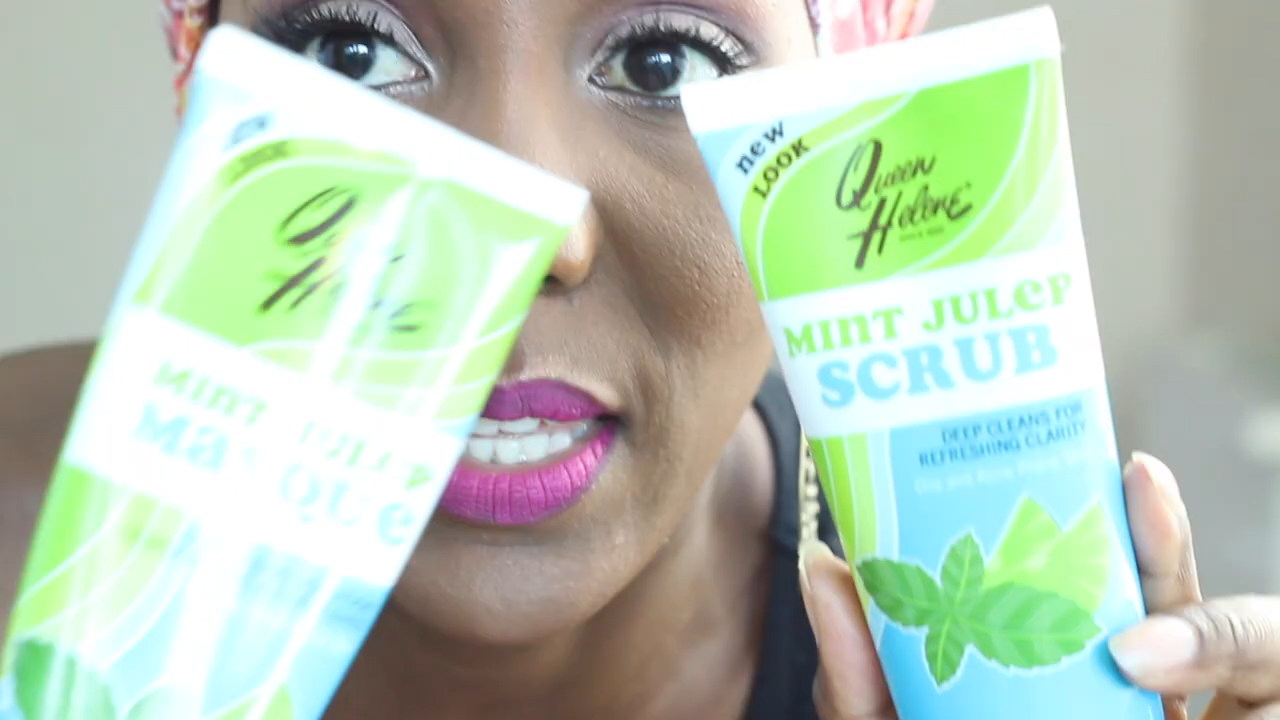 Mint Julep
Masque
new
LOOK
Queen
Helene
MINT JULEP
SCRUB
DEEP CLEANS FOR
REFRESHING CLARITY